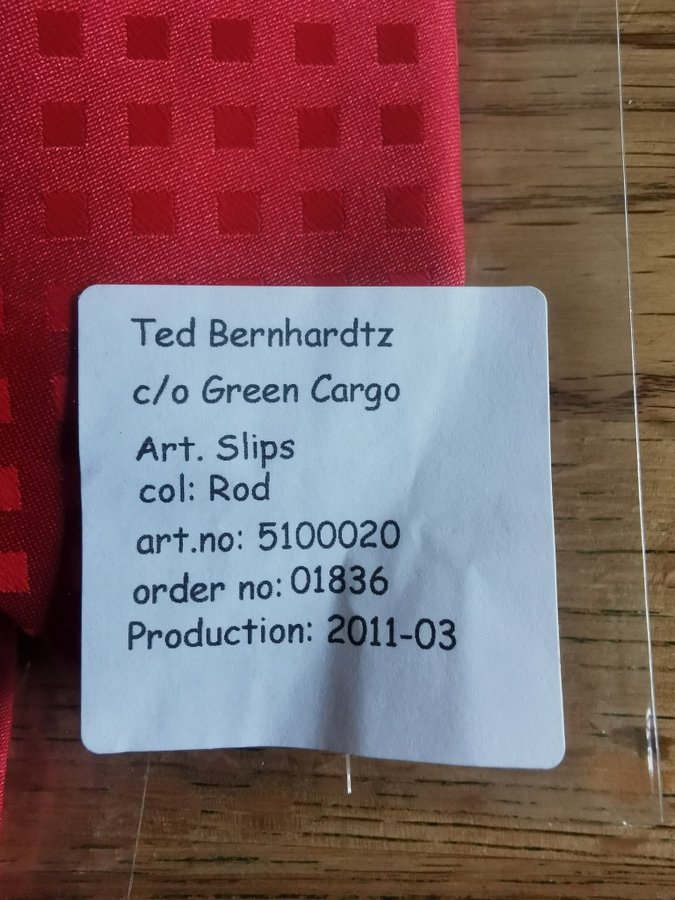 Ted Bernhardtz
c/o Green Cargo
Art. Slips
col: Rod
art.no: 5100020
order no: 01836
Production: 2011-03